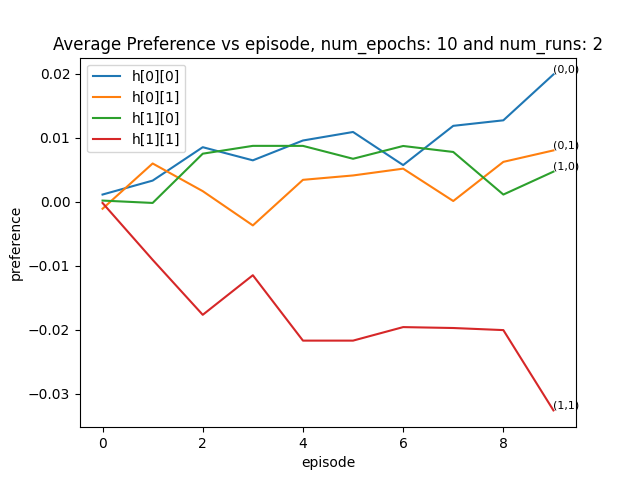 Average Preference vs episode, num_epochs: 10 and num_runs: 2
h[0][0]
h[0][1]
h[1][0]
h[1][1]
(0,0)
(0,1)
(1,0)
(1,1)
0.02
0.01
0.00
−0.01
−0.02
−0.03
preference
0 2 4 6 8
episode